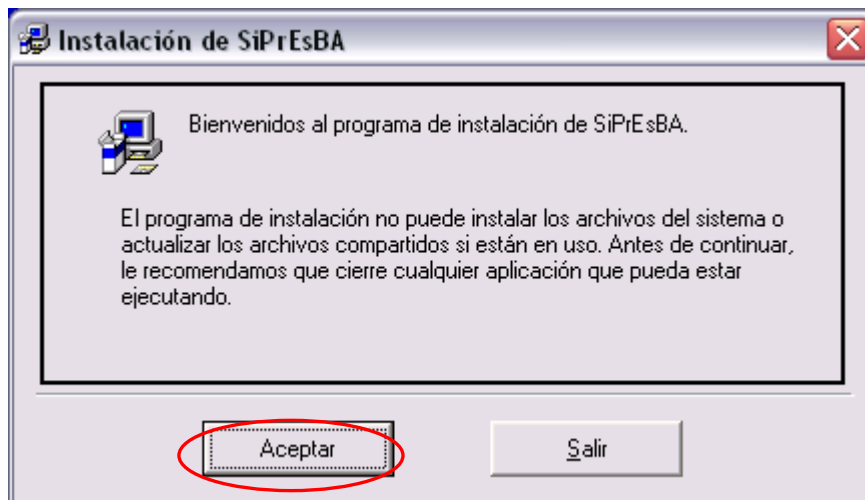 Instalación de SiPrEsBA
Bienvenidos al programa de instalación de SiPrEsBA.
El programa de instalación no puede instalar los archivos del sistema o
actualizar los archivos compartidos si están en uso. Antes de continuar,
le recomendamos que cierre cualquier aplicación que pueda estar
ejecutando.
Aceptar
Salir